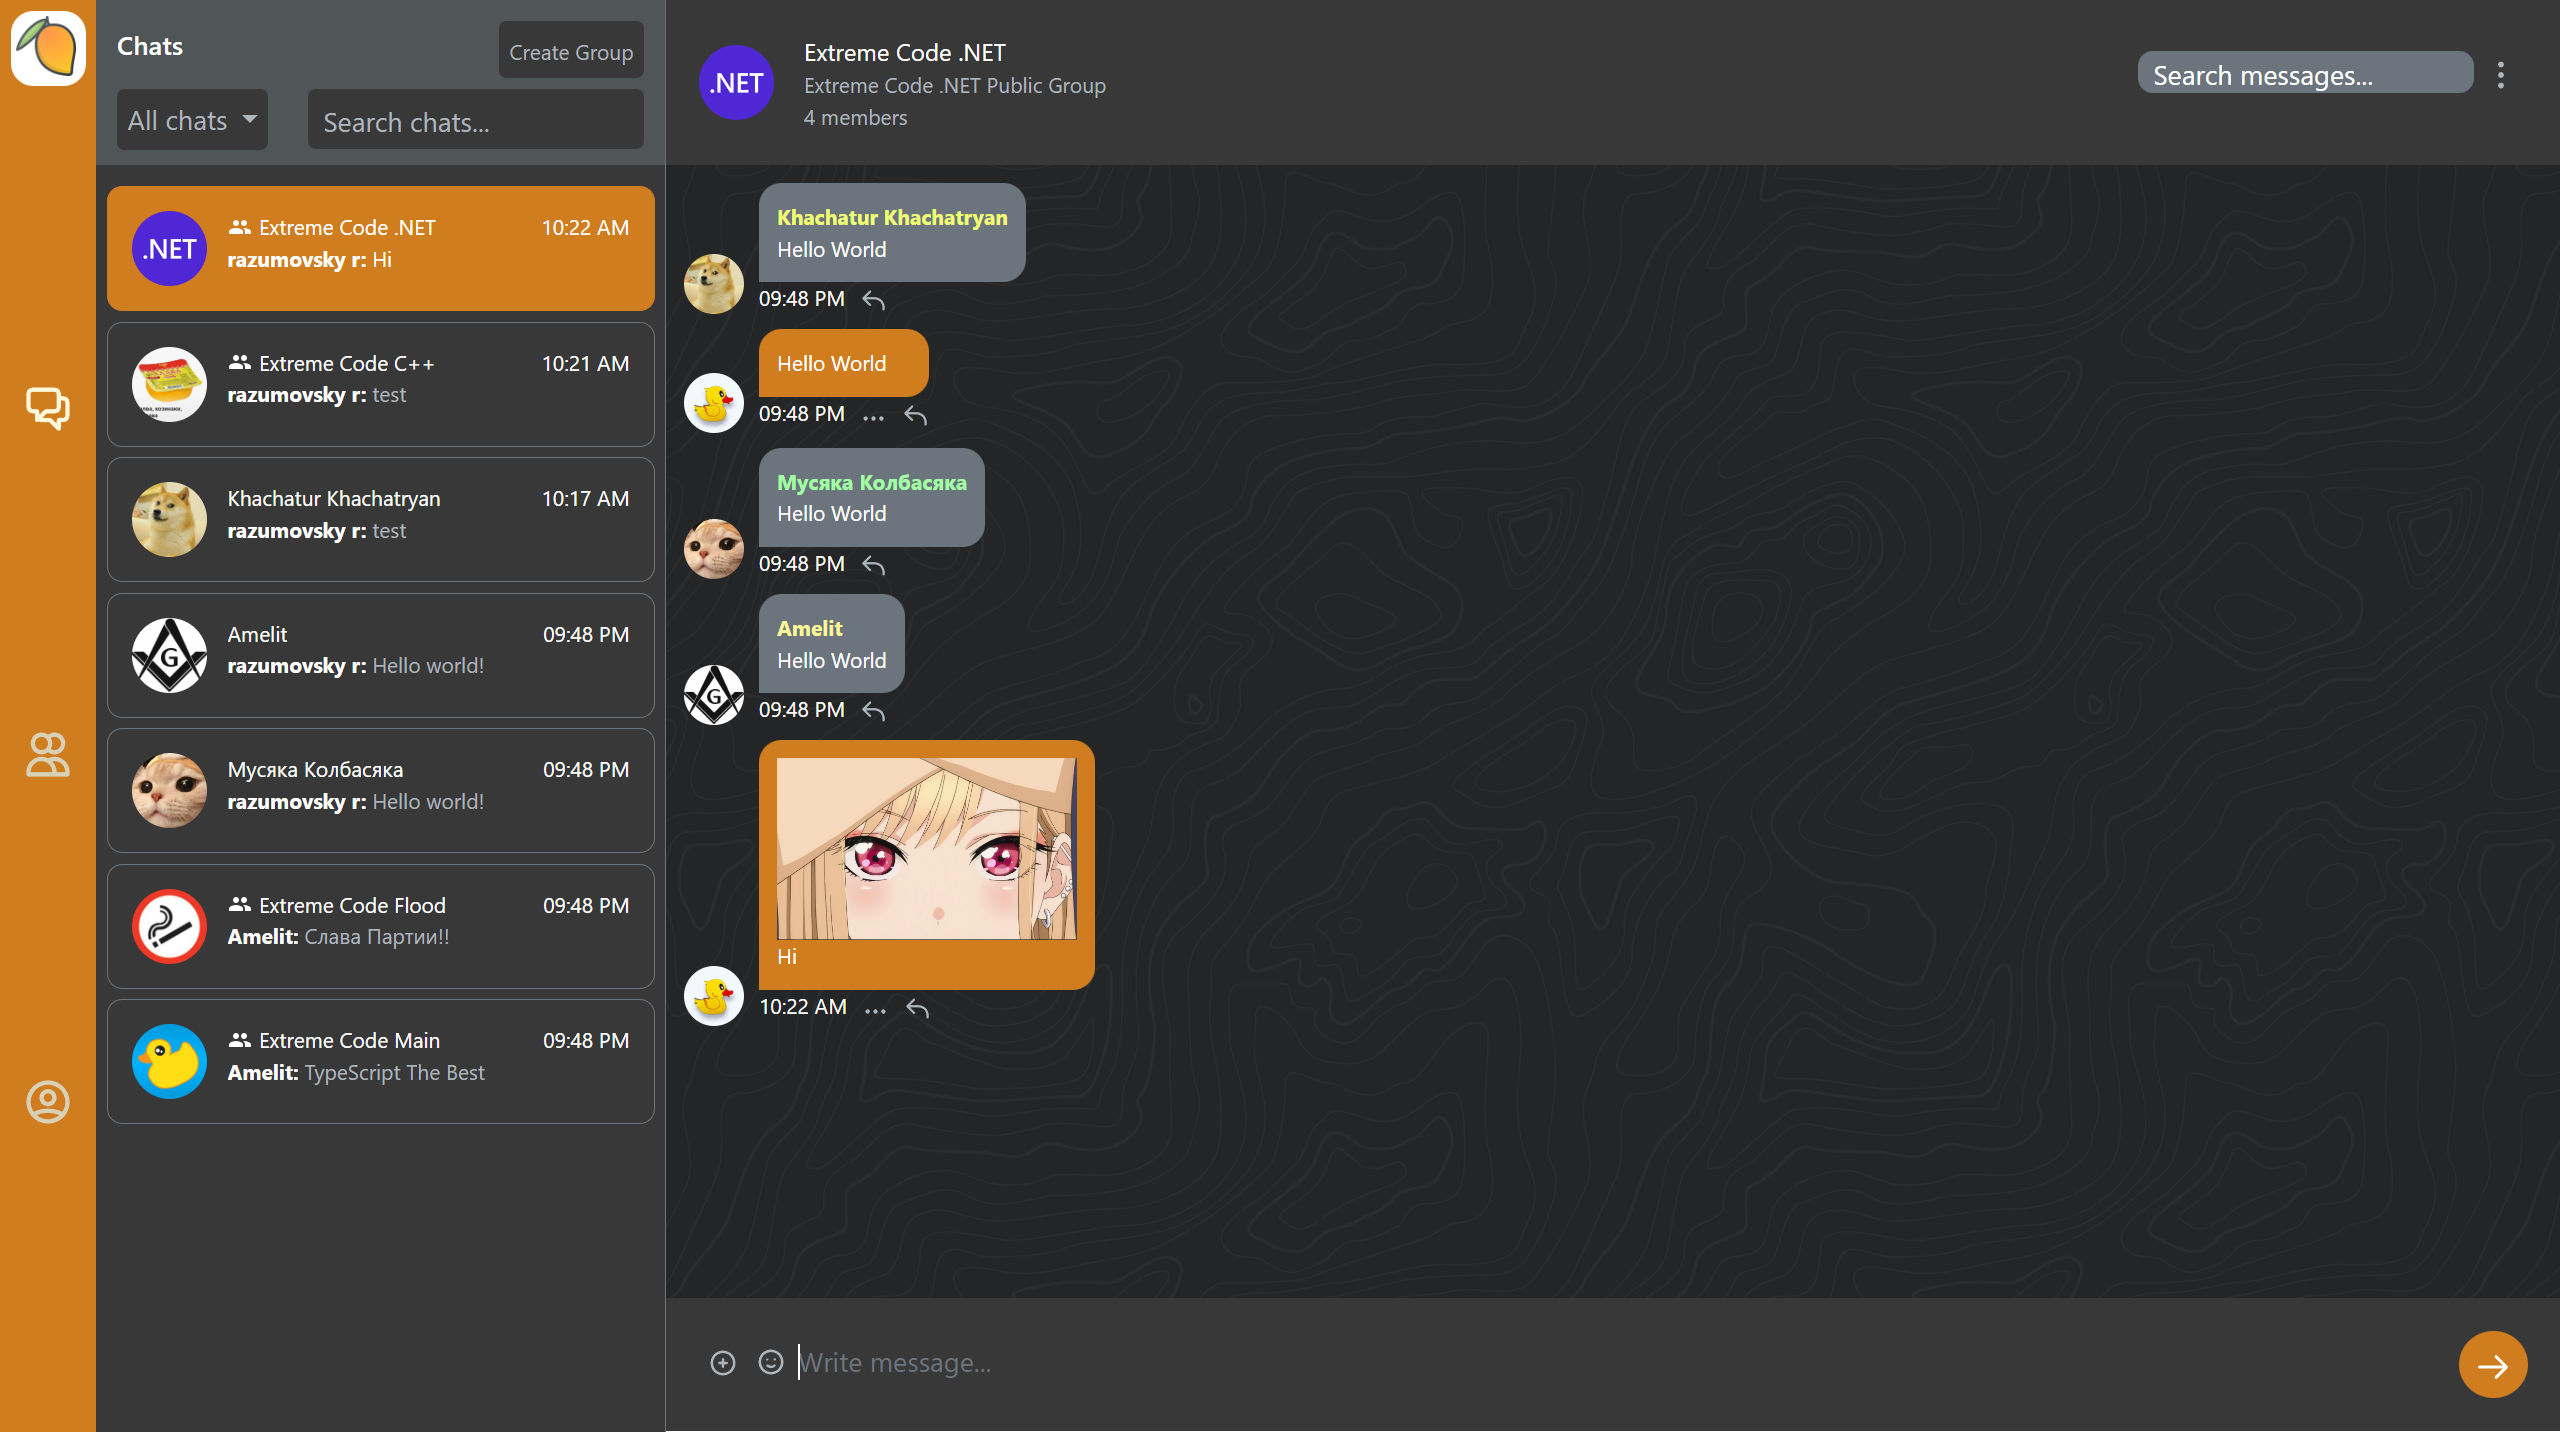 Chats
Create Group
All chats
Search chats...
.NET
Extreme Code .NET
10:22 AM
razumovsky r: Hi
Extreme Code C++
10:21 AM
razumovsky r: test
Khachatur Khachatryan
10:17 AM
razumovsky r: test
G
Amelit
09:48 PM
razumovsky r: Hello world!
Мусяка Колбасяка
09:48 PM
razumovsky r: Hello world!
Extreme Code Flood
09:48 PM
Amelit: Слава Партии!!
Extreme Code Main
09:48 PM
Amelit: TypeScript The Best
.NET
Extreme Code .NET
Extreme Code .NET Public Group
4 members
Search messages...
Khachatur Khachatryan
Hello World
09:48 PM
Hello World
09:48 PM
Мусяка Колбасяка
Hello World
09:48 PM
Amelit
Hello World
G
09:48 PM
Hi
10:22 AM
Write message...